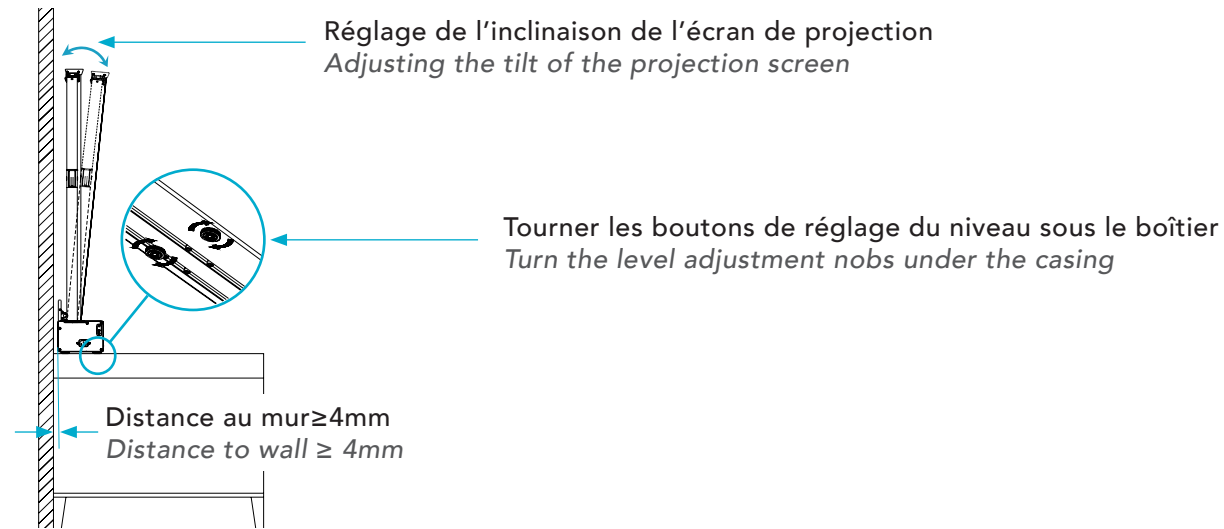 Réglage de l'inclinaison de l'écran de projection
Adjusting the tilt of the projection screen
Tourner les boutons de réglage du niveau sous le boîtier
Turn the level adjustment nobs under the casing
Distance au mur≥4mm
Distance to wall ≥ 4mm